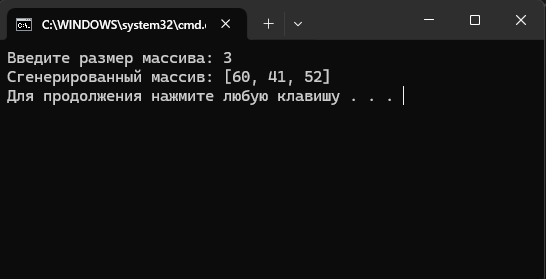 C:\WINDOWS\system32\cmd.
Введите размер массива: 3
Сгенерированный массив: [60, 41, 52]
Для продолжения нажмите любую клавишу . . .